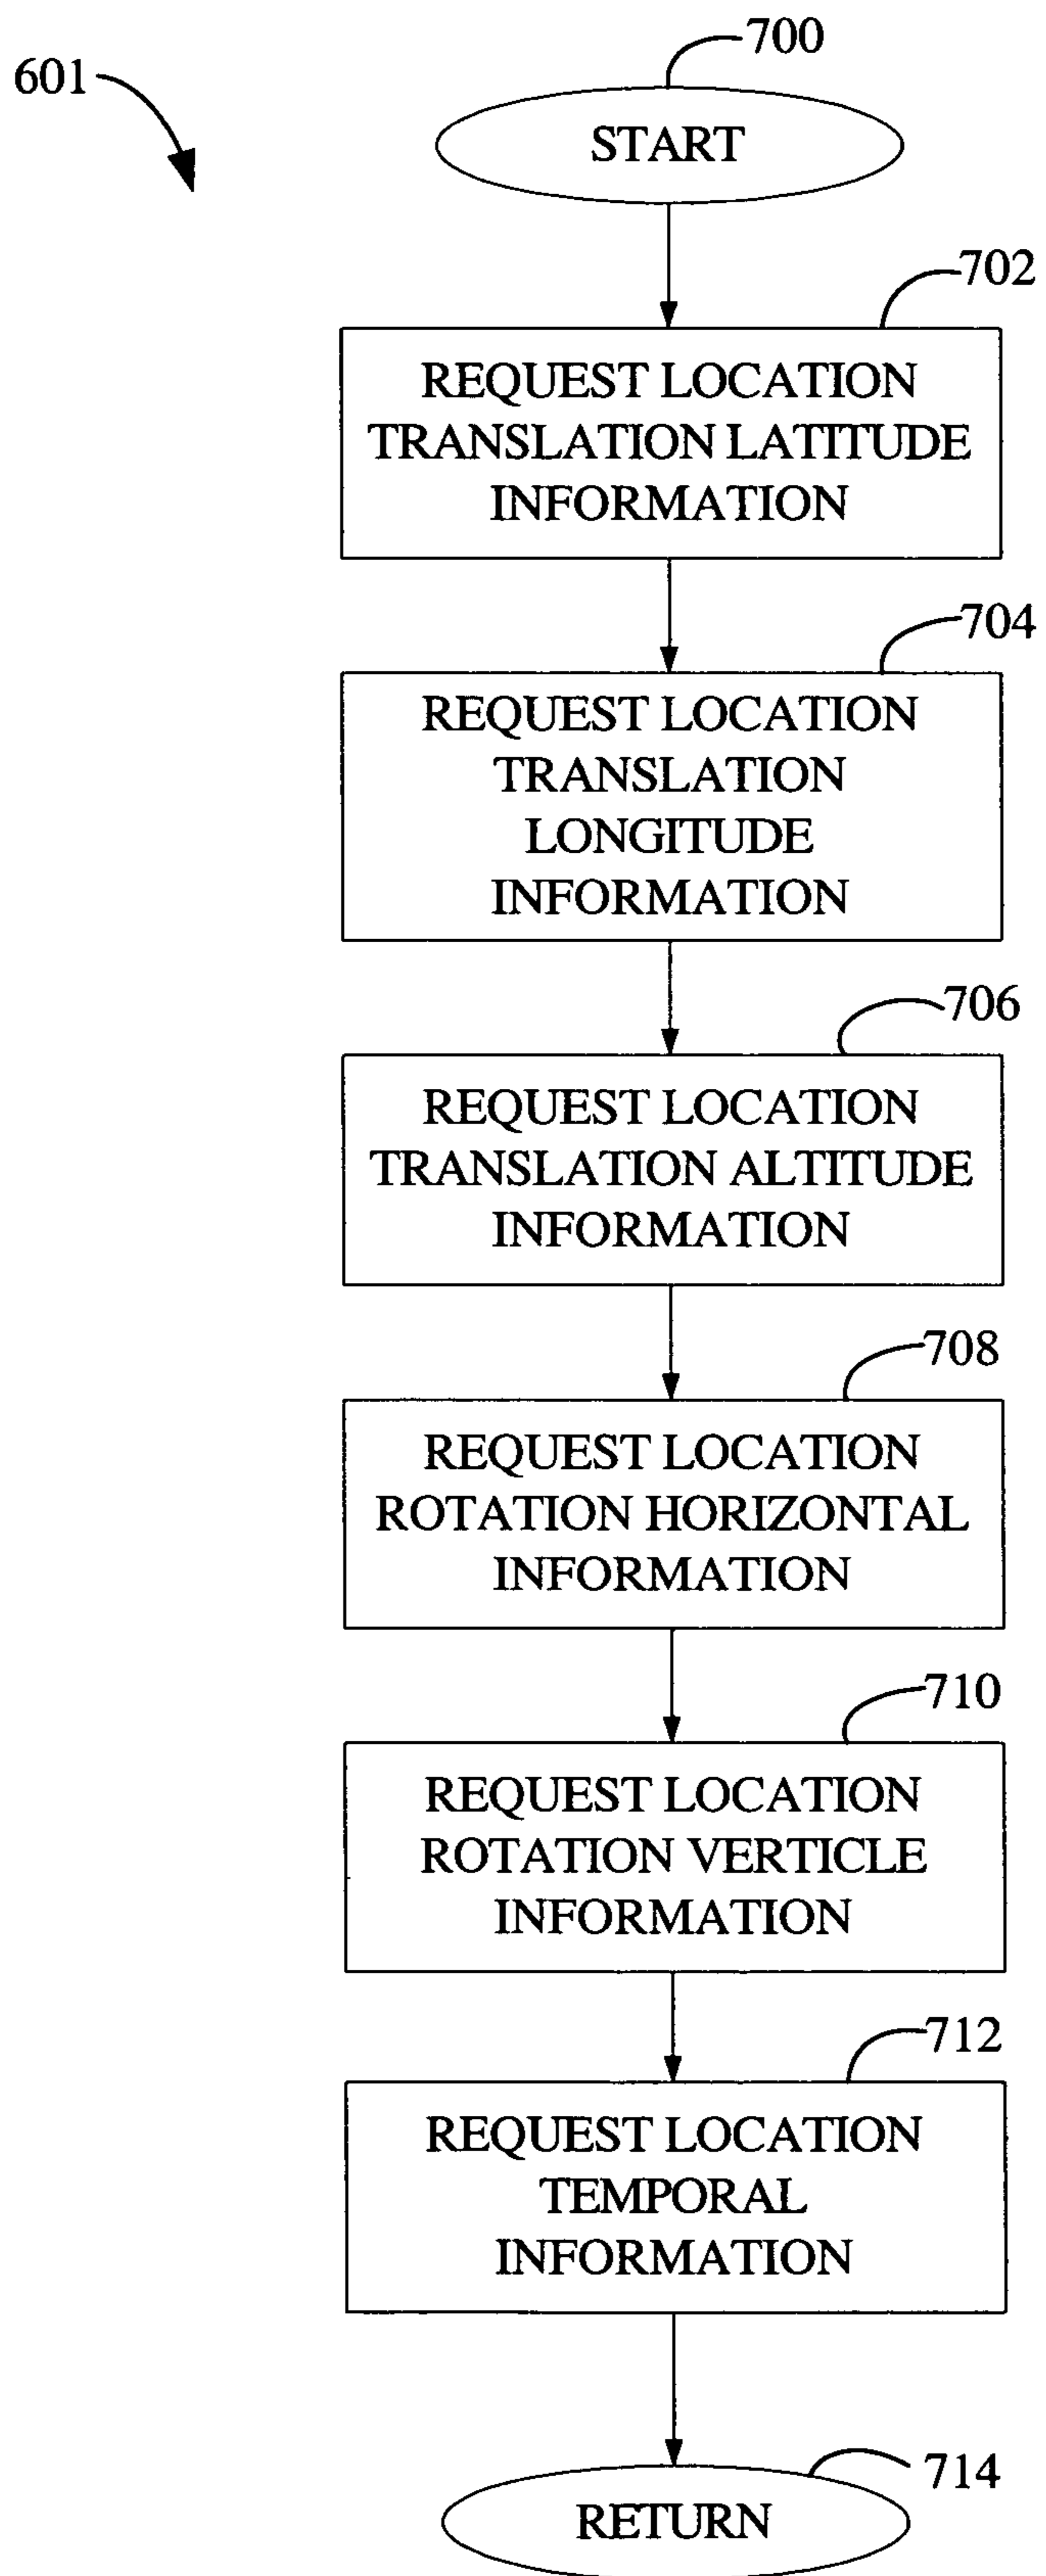 700
601
START
702
REQUEST LOCATION
TRANSLATION LATITUDE
INFORMATION
704
REQUEST LOCATION
TRANSLATION
LONGITUDE
INFORMATION
706
REQUEST LOCATION
TRANSLATION ALTITUDE
INFORMATION
708
REQUEST LOCATION
ROTATION HORIZONTAL
INFORMATION
710
REQUEST LOCATION
ROTATION VERTICLE
INFORMATION
712
REQUEST LOCATION
TEMPORAL
INFORMATION
714
RETURN